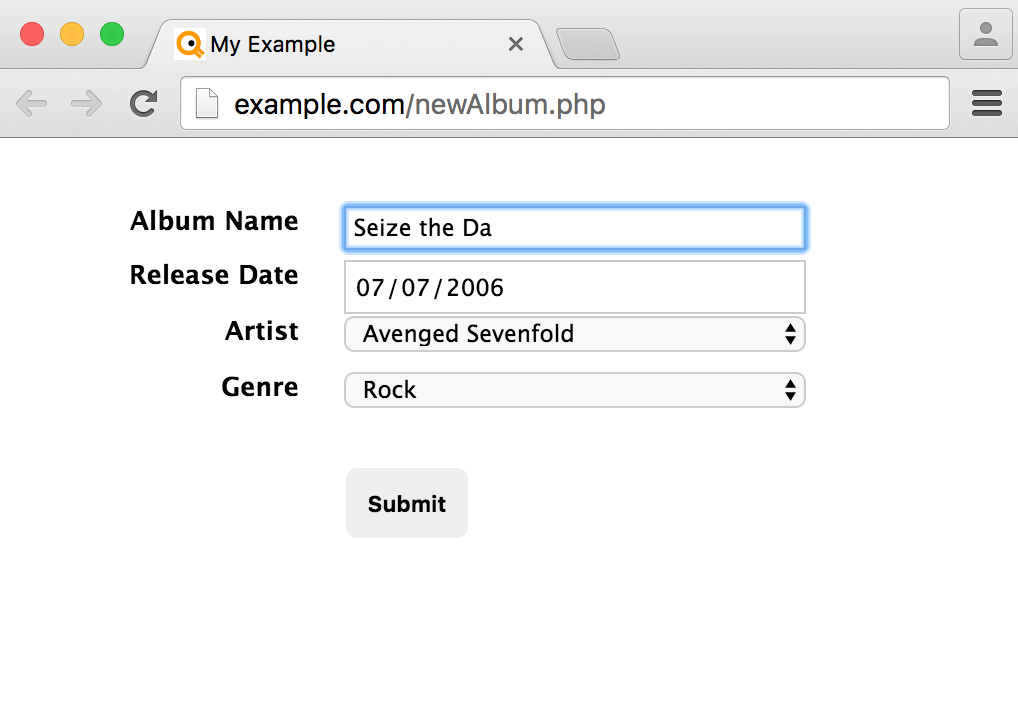 My Example
example.com/newAlbum.php
Album Name Seize the Da
Release Date 07/07/2006
Artist Avenged Sevenfold
Genre Rock
Submit